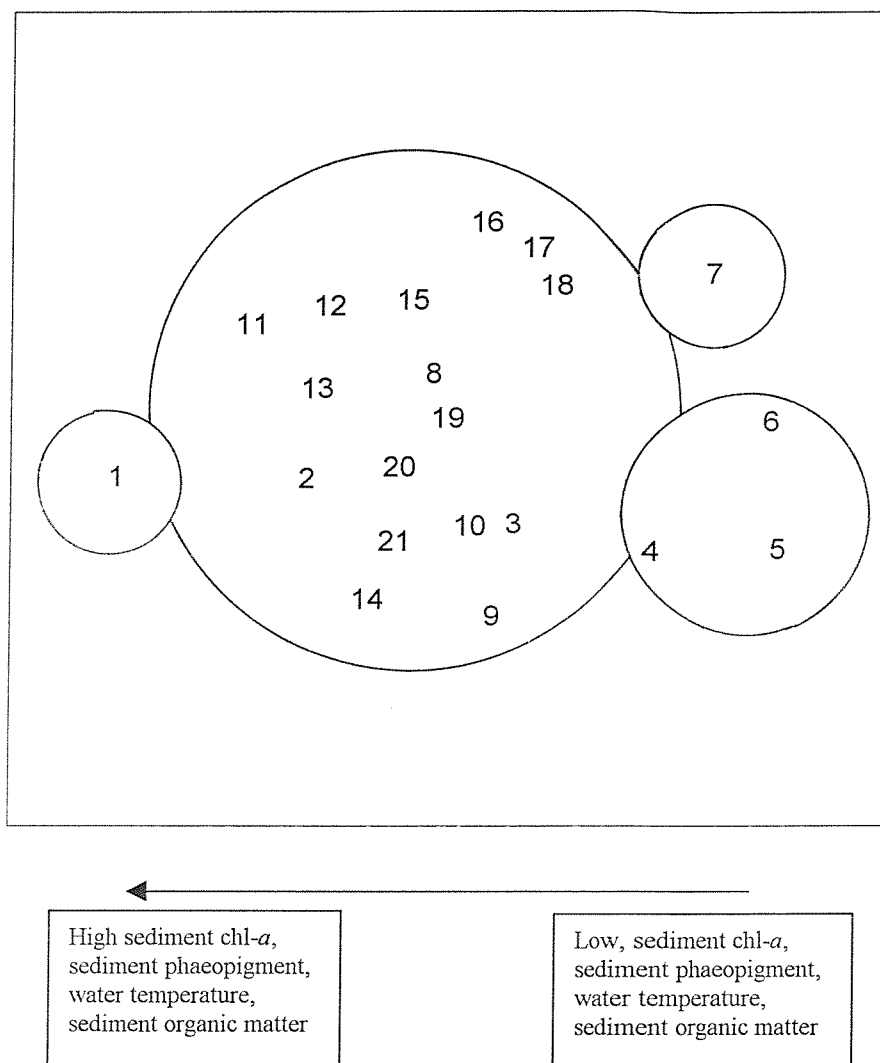 16
17
7
18
15
12
11
8
13
19
6
20
1
2
10 3
21
4 5
14
9
High sediment chl-a,
sediment phaeopigment,
water temperature,
sediment organic matter
Low, sediment chl-a,
sediment phaeopigment,
water temperature,
sediment organic matter